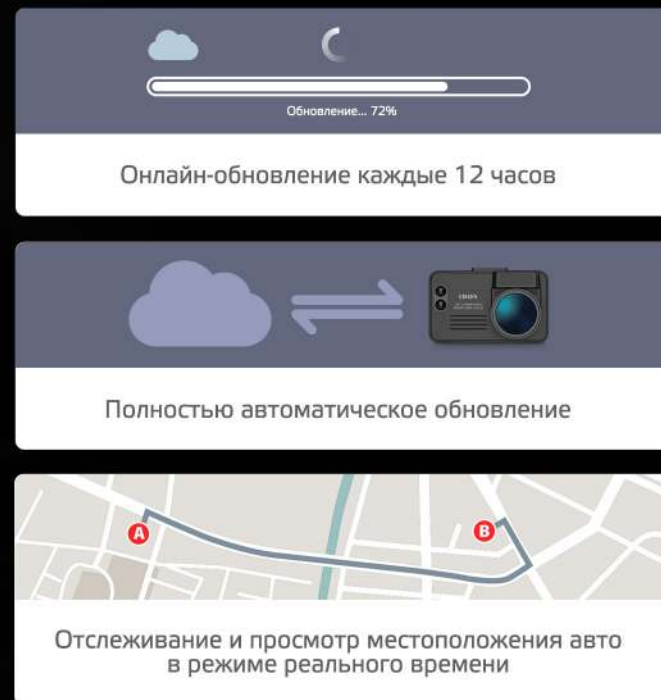 Обновление... 72%
Онлайн-обновление каждые 12 часов
Полностью автоматическое обновление
A
B
Отслеживание и просмотр местоположения авто
в режиме реального времени